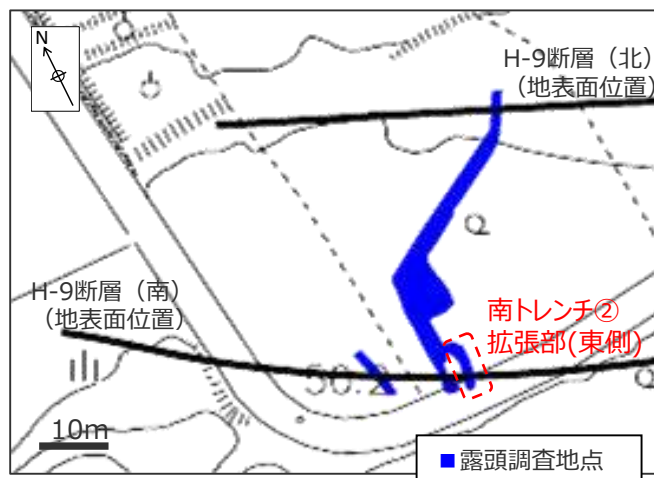 N
H-9断層（北）
（地表面位置）
H-9断層（南）
（地表面位置）
南トレンチ②
拡張部(東側)
50.2
10m
■露頭調査地点